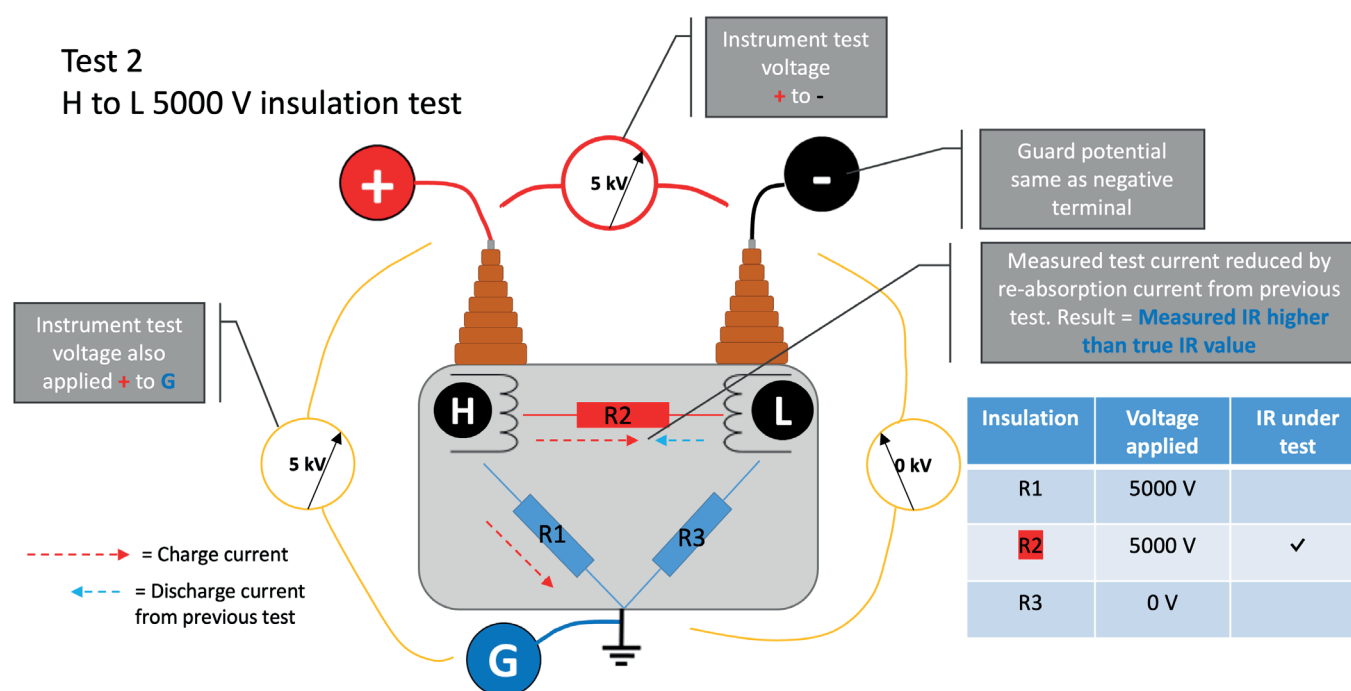 Test 2
H to L 5000 V insulation test
Instrument test
voltage
+ to -
+
5 kV
-
Guard potential
same as negative
terminal
Measured test current reduced by
re-absorption current from previous
test. Result = Measured IR higher
than true IR value
Instrument test
voltage also
applied + to G
H
R2
L
5 kV
0 kV
R1
R3
= Charge current
= Discharge current
from previous test
G
Insulation Voltage applied IR under test
R1 5000 V
R2 5000 V ✓
R3 0 V